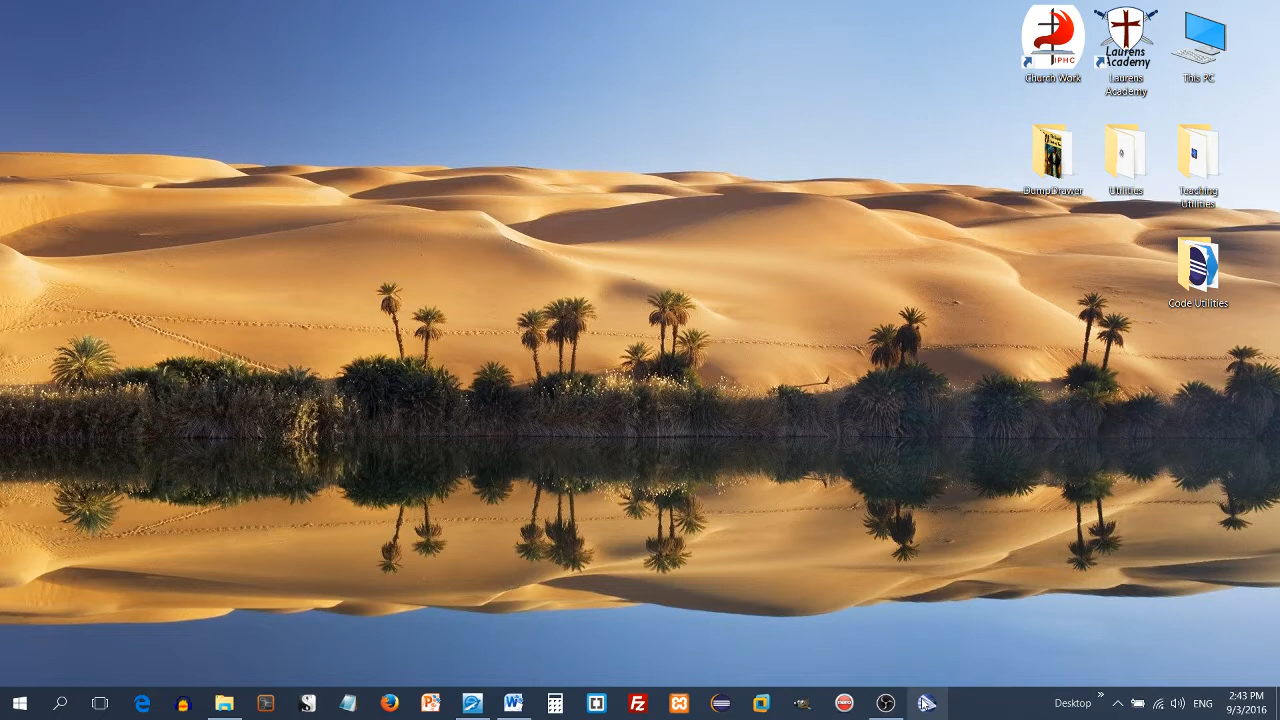 IPHC
Church Work
Laurens
Academy
Laurens
Academy
This PC
DumpDrawer
Utilities
Teaching
Utilities
Code Utilities
Desktop
ENG
2:43 PM
9/3/2016